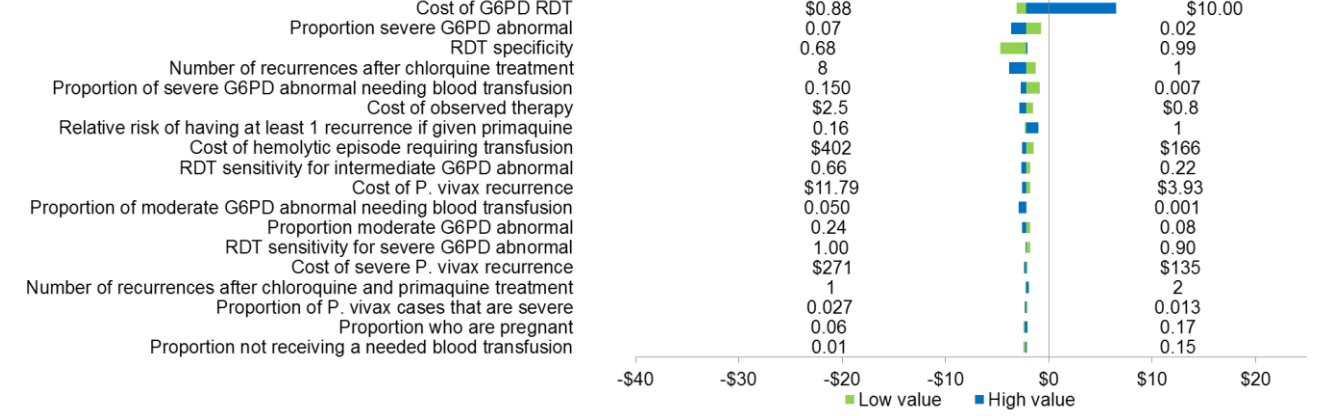 Cost of G6PD RDT $0.88 $10.00
Proportion severe G6PD abnormal 0.07 0.02
RDT specificity 0.68 0.99
Number of recurrences after chlorquine treatment 8 1
Proportion of severe G6PD abnormal needing blood transfusion 0.150 0.007
Cost of observed therapy $2.5 $0.8
Relative risk of having at least 1 recurrence if given primaquine 0.16 1
Cost of hemolytic episode requiring transfusion $402 $166
RDT sensitivity for intermediate G6PD abnormal 0.66 0.22
Cost of P. vivax recurrence $11.79 $3.93
Proportion of moderate G6PD abnormal needing blood transfusion 0.050 0.001
Proportion moderate G6PD abnormal 0.24 0.08
RDT sensitivity for severe G6PD abnormal 1.00 0.90
Cost of severe P. vivax recurrence $271 $135
Number of recurrences after chloroquine and primaquine treatment 1 2
Proportion of P. vivax cases that are severe 0.027 0.013
Proportion who are pregnant 0.06 0.17
Proportion not receiving a needed blood transfusion 0.01 0.15
-$40 -$30 -$20 -$10 $0 $10 $20
Low value High value